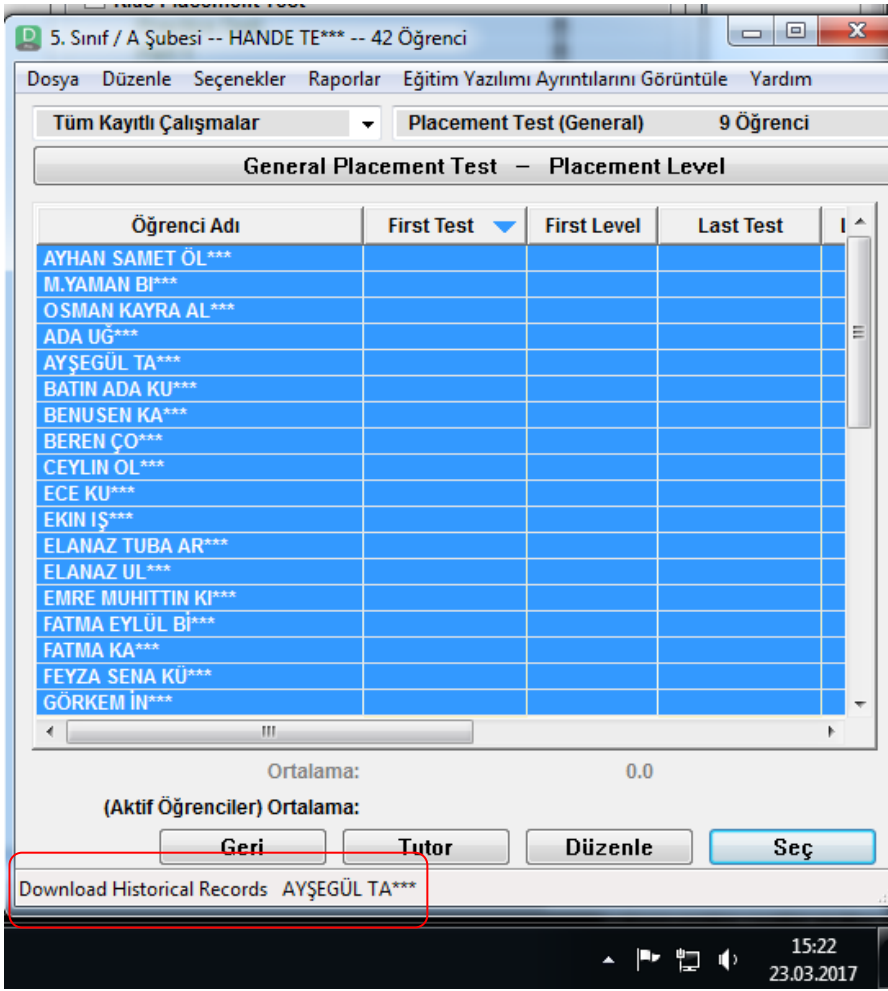 Kids Placement Test
5. Sınıf / A Şubesi -- HANDE TE*** -- 42 Öğrenci
Dosya Düzenle Seçenekler Raporlar Eğitim Yazılımı Ayrıntılarını Görüntüle Yardım
Tüm Kayıtlı Çalışmalar Placement Test (General) 9 Öğrenci
General Placement Test – Placement Level
Öğrenci Adı First Test First Level Last Test
AYHAN SAMET ÖL***
M.YAMAN BI***
OSMAN KAYRA AL***
ADA UĞ***
AYŞEGÜL TA***
BATIN ADA KU***
BENUSEN KA***
BEREN ÇO***
CEYLIN OL***
ECE KU***
EKIN IŞ***
ELANAZ TUBA AR***
ELANAZ UL***
EMRE MUHITTIN KI***
FATMA EYLÜL Bİ***
FATMA KA***
FEYZA SENA KÜ***
GÖRKEM İN***
Ortalama: 0.0
(Aktif Öğrenciler) Ortalama:
Geri Tutor Düzenle Seç
Download Historical Records AYŞEGÜL TA***
15:22
23.03.2017